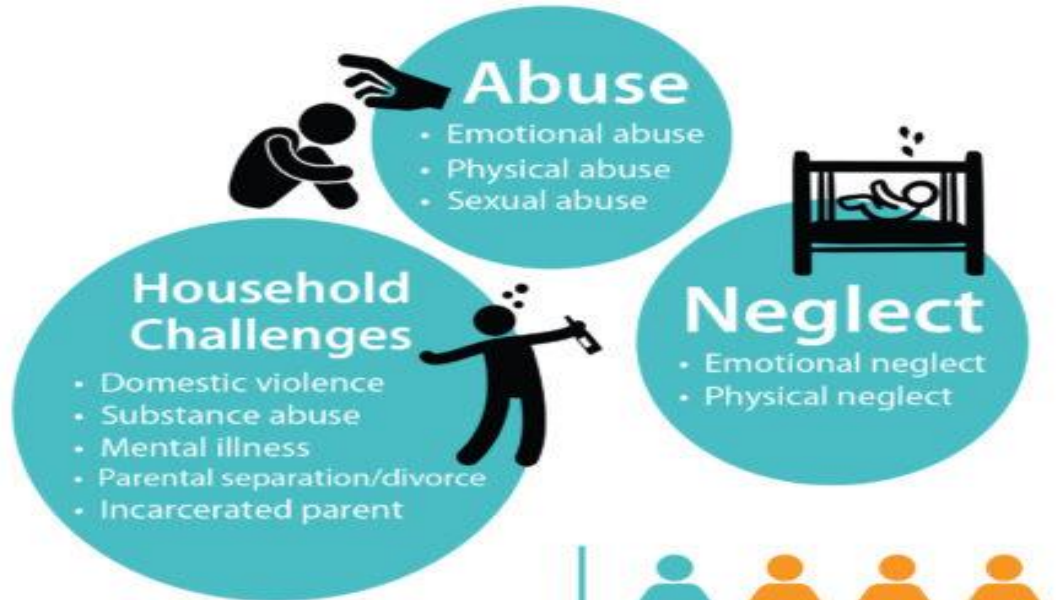 Abuse
• Emotional abuse
• Physical abuse
• Sexual abuse
Household
Challenges
• Domestic violence
• Substance abuse
• Mental illness
• Parental separation/divorce
• Incarcerated parent
Neglect
• Emotional neglect
• Physical neglect